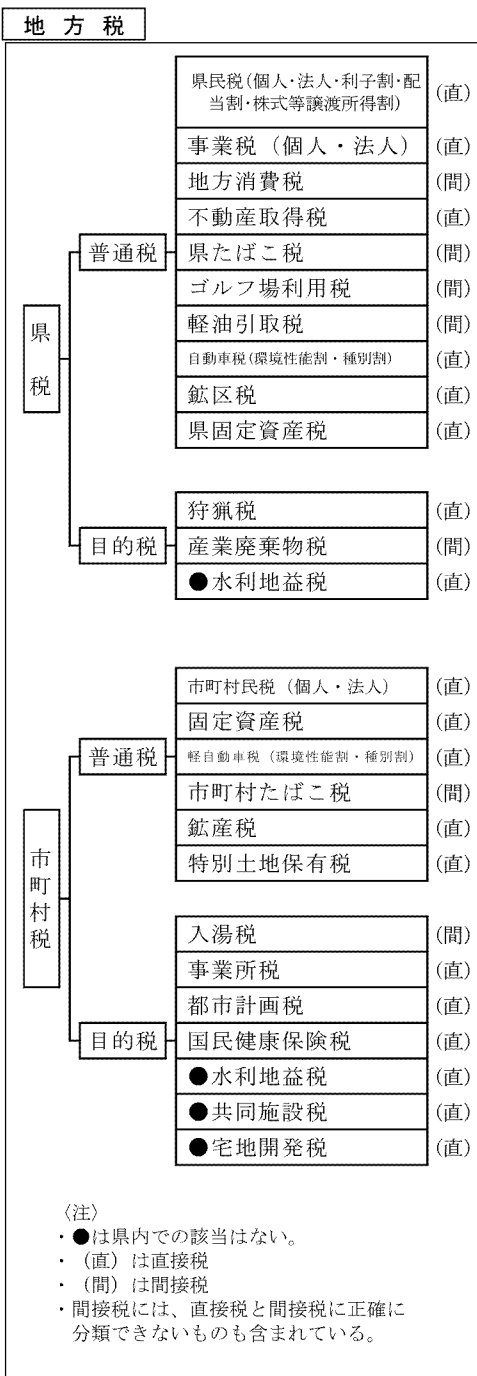 地方税
県税
普通税
県民税(個人・法人・利子割・配
当割・株式等譲渡所得割) (直)
事業税（個人・法人） (直)
地方消費税 (間)
不動産取得税 (直)
県たばこ税 (間)
ゴルフ場利用税 (間)
軽油引取税 (間)
自動車税(環境性能割・種別割) (直)
鉱区税 (直)
県固定資産税 (直)
目的税
狩猟税 (直)
産業廃棄物税 (間)
●水利地益税 (直)
市町村税
普通税
市町村民税（個人・法人） (直)
固定資産税 (直)
軽自動車税（環境性能割・種別割） (直)
市町村たばこ税 (間)
鉱産税 (直)
特別土地保有税 (直)
目的税
入湯税 (間)
事業所税 (直)
都市計画税 (直)
国民健康保険税 (直)
●水利地益税 (直)
●共同施設税 (直)
●宅地開発税 (直)
〈注〉
・●は県内での該当はない。
・（直）は直接税
・（間）は間接税
・間接税には、直接税と間接税に正確に
分類できないものも含まれている。